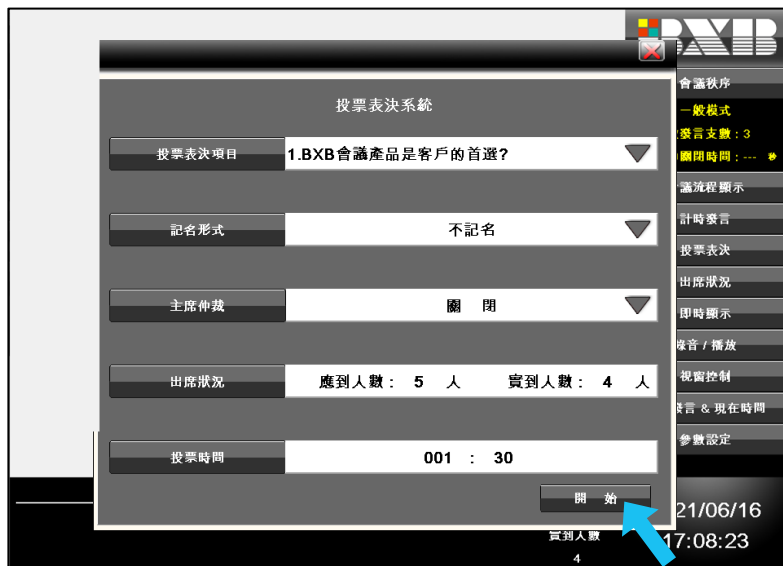 BXB
會議秩序
一般模式
發言支數：3
關閉時間：--- 秒
議流程顯示
計時發言
投票表決
出席狀況
即時顯示
錄音 / 播放
視窗控制
發言 & 現在時間
參數設定
投票表決系統
投票表決項目 1.BXB會議產品是客戶的首選?
記名形式 不記名
主席仲裁 關 閉
出席狀況 應到人數： 5 人 實到人數： 4 人
投票時間 001 : 30
開 始
實到人數
4
21/06/16
17:08:23